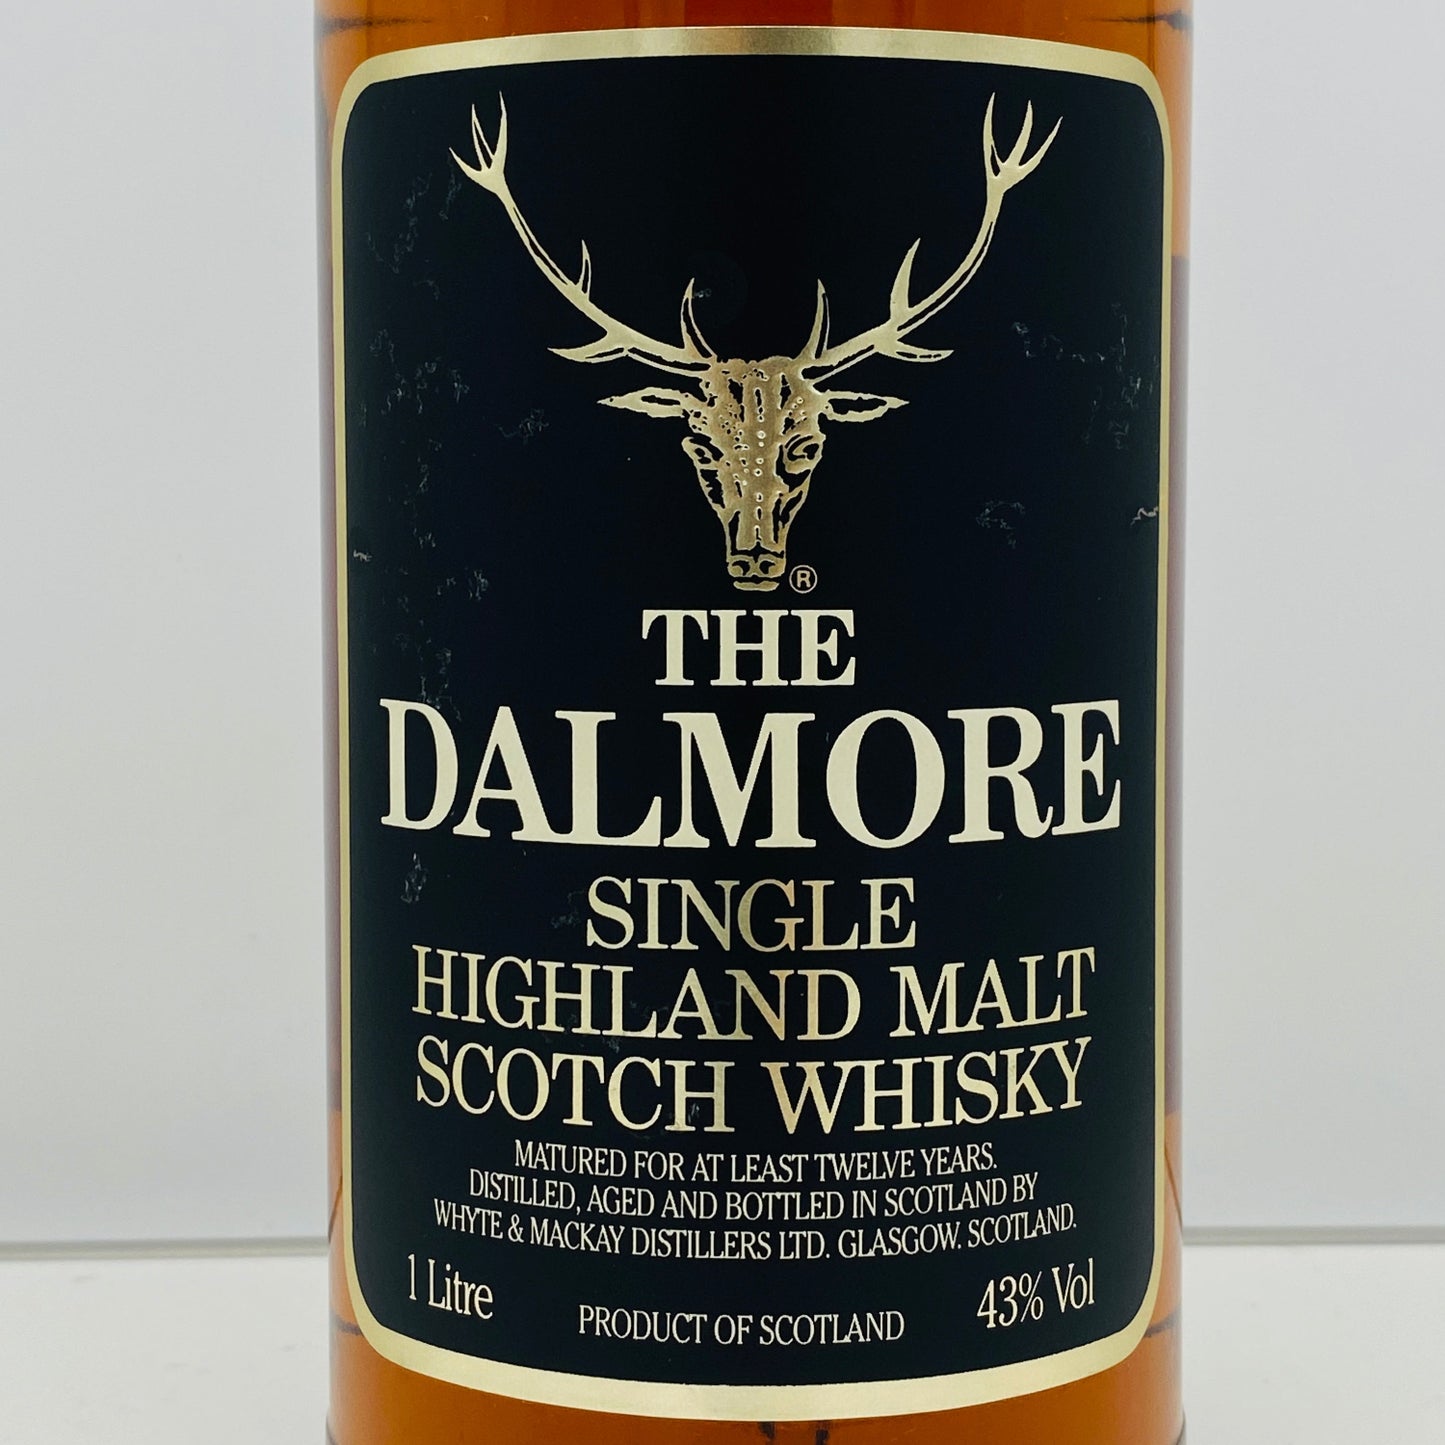 ®
THE
DALMORE
SINGLE
HIGHLAND MALT
SCOTCH WHISKY
MATURED FOR AT LEAST TWELVE YEARS.
DISTILLED, AGED AND BOTTLED IN SCOTLAND BY
WHYTE & MACKAY DISTILLERS LTD. GLASGOW. SCOTLAND.
1 Litre PRODUCT OF SCOTLAND 43% Vol